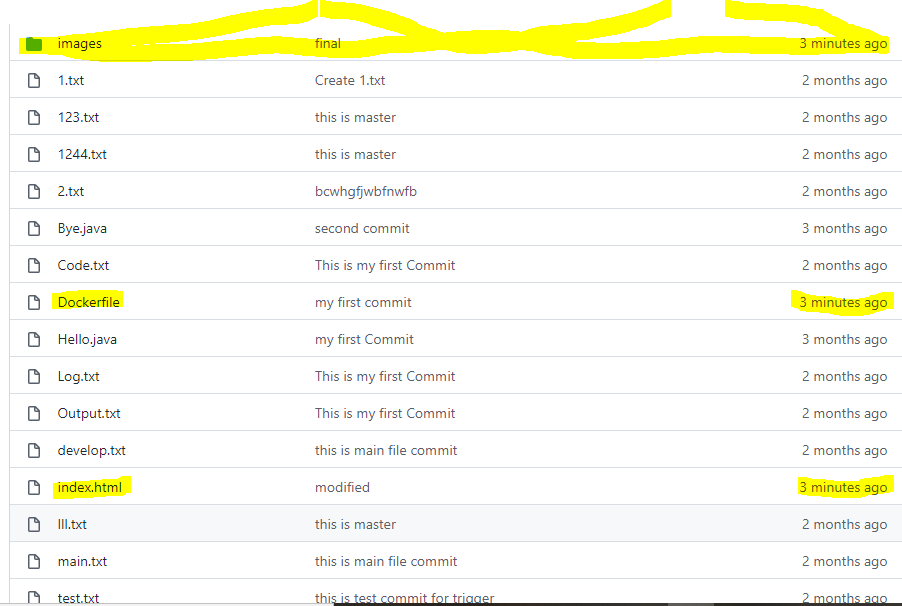 images final 3 minutes ago
1.txt Create 1.txt 2 months ago
123.txt this is master 2 months ago
1244.txt this is master 2 months ago
2.txt bcwhgfjwbfnwfb 2 months ago
Bye.java second commit 3 months ago
Code.txt This is my first Commit 2 months ago
Dockerfile my first commit 3 minutes ago
Hello.java my first Commit 3 months ago
Log.txt This is my first Commit 2 months ago
Output.txt This is my first Commit 2 months ago
develop.txt this is main file commit 2 months ago
index.html modified 3 minutes ago
lll.txt this is master 2 months ago
main.txt this is main file commit 2 months ago
test.txt this is test commit for trigger 2 months ago